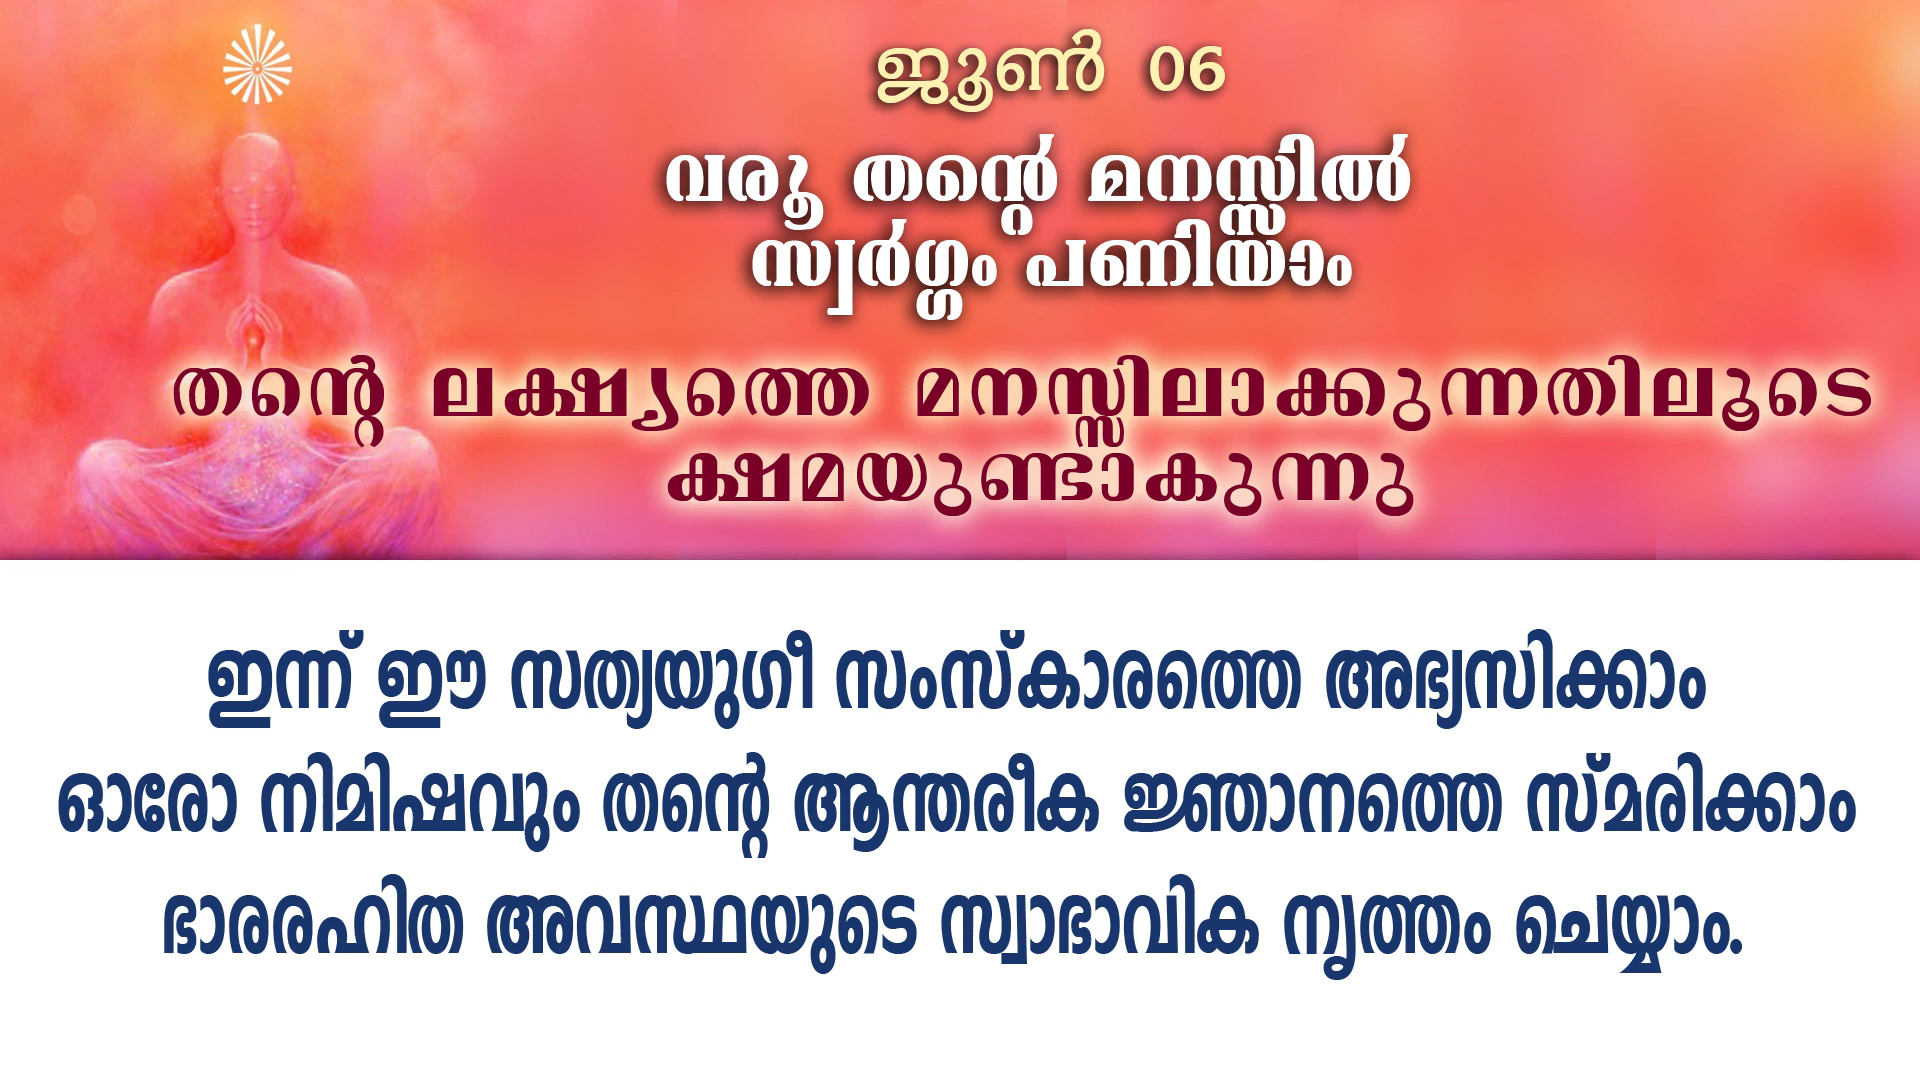 ജൂൺ 06
വരൂ തന്റെ മനസ്സിൽ
സ്വർഗ്ഗം പണിയാം
തന്റെ ലക്ഷ്യത്തെ മനസ്സിലാക്കുന്നതിലൂടെ
ക്ഷമയുണ്ടാകുന്നു
ഇന്ന് ഈ സത്യയുഗീ സംസ്കാരത്തെ അഭ്യസിക്കാം
ഓരോ നിമിഷവും തന്റെ ആന്തരീക ജ്ഞാനത്തെ സ്മരിക്കാം
ഭാരരഹിത അവസ്ഥയുടെ സ്വാഭാവിക നൃത്തം ചെയ്യാം.